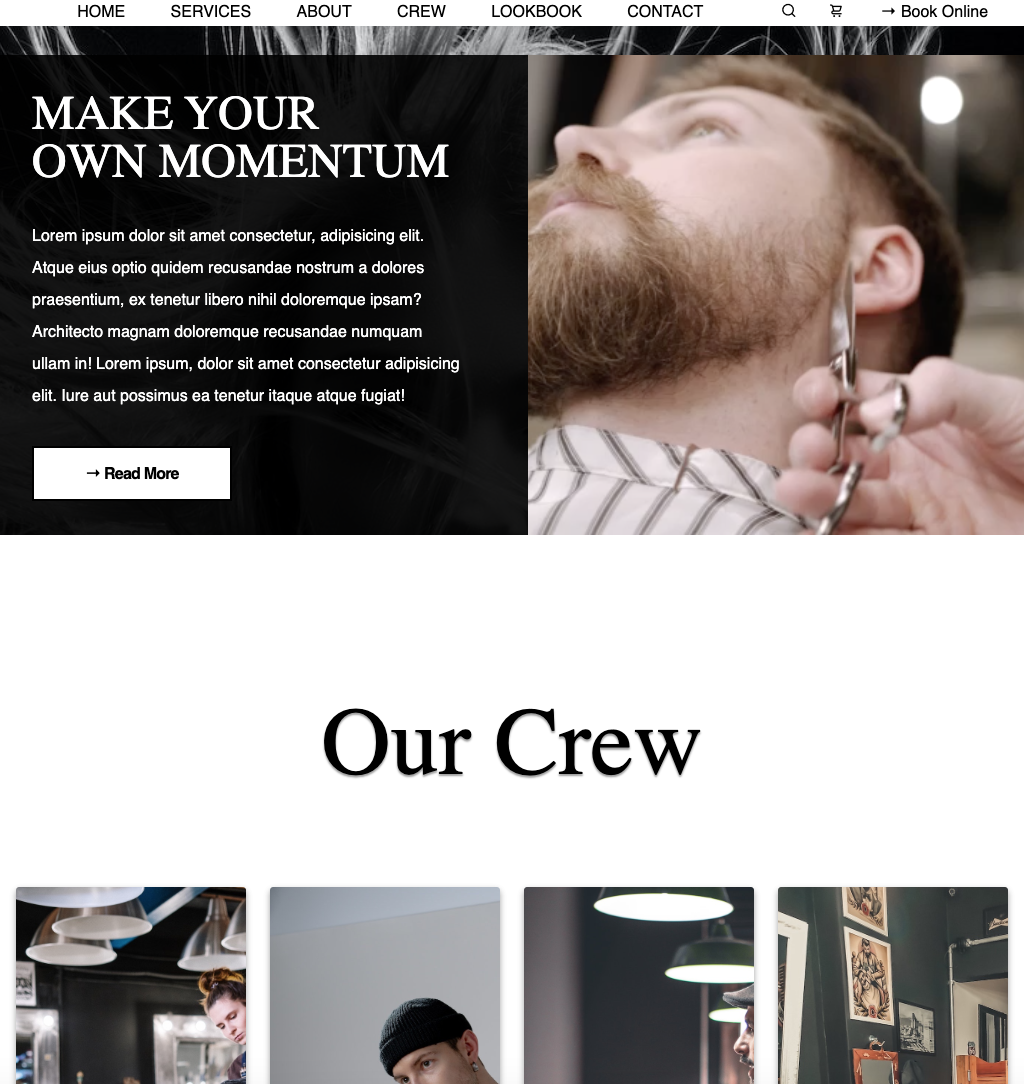 HOME SERVICES ABOUT CREW LOOKBOOK CONTACT → Book Online
MAKE YOUR
OWN MOMENTUM
Lorem ipsum dolor sit amet consectetur, adipisicing elit.
Atque eius optio quidem recusandae nostrum a dolores
praesentium, ex tenetur libero nihil doloremque ipsam?
Architecto magnam doloremque recusandae numquam
ullam in! Lorem ipsum, dolor sit amet consectetur adipisicing
elit. Iure aut possimus ea tenetur itaque atque fugiat!
→ Read More
Our Crew